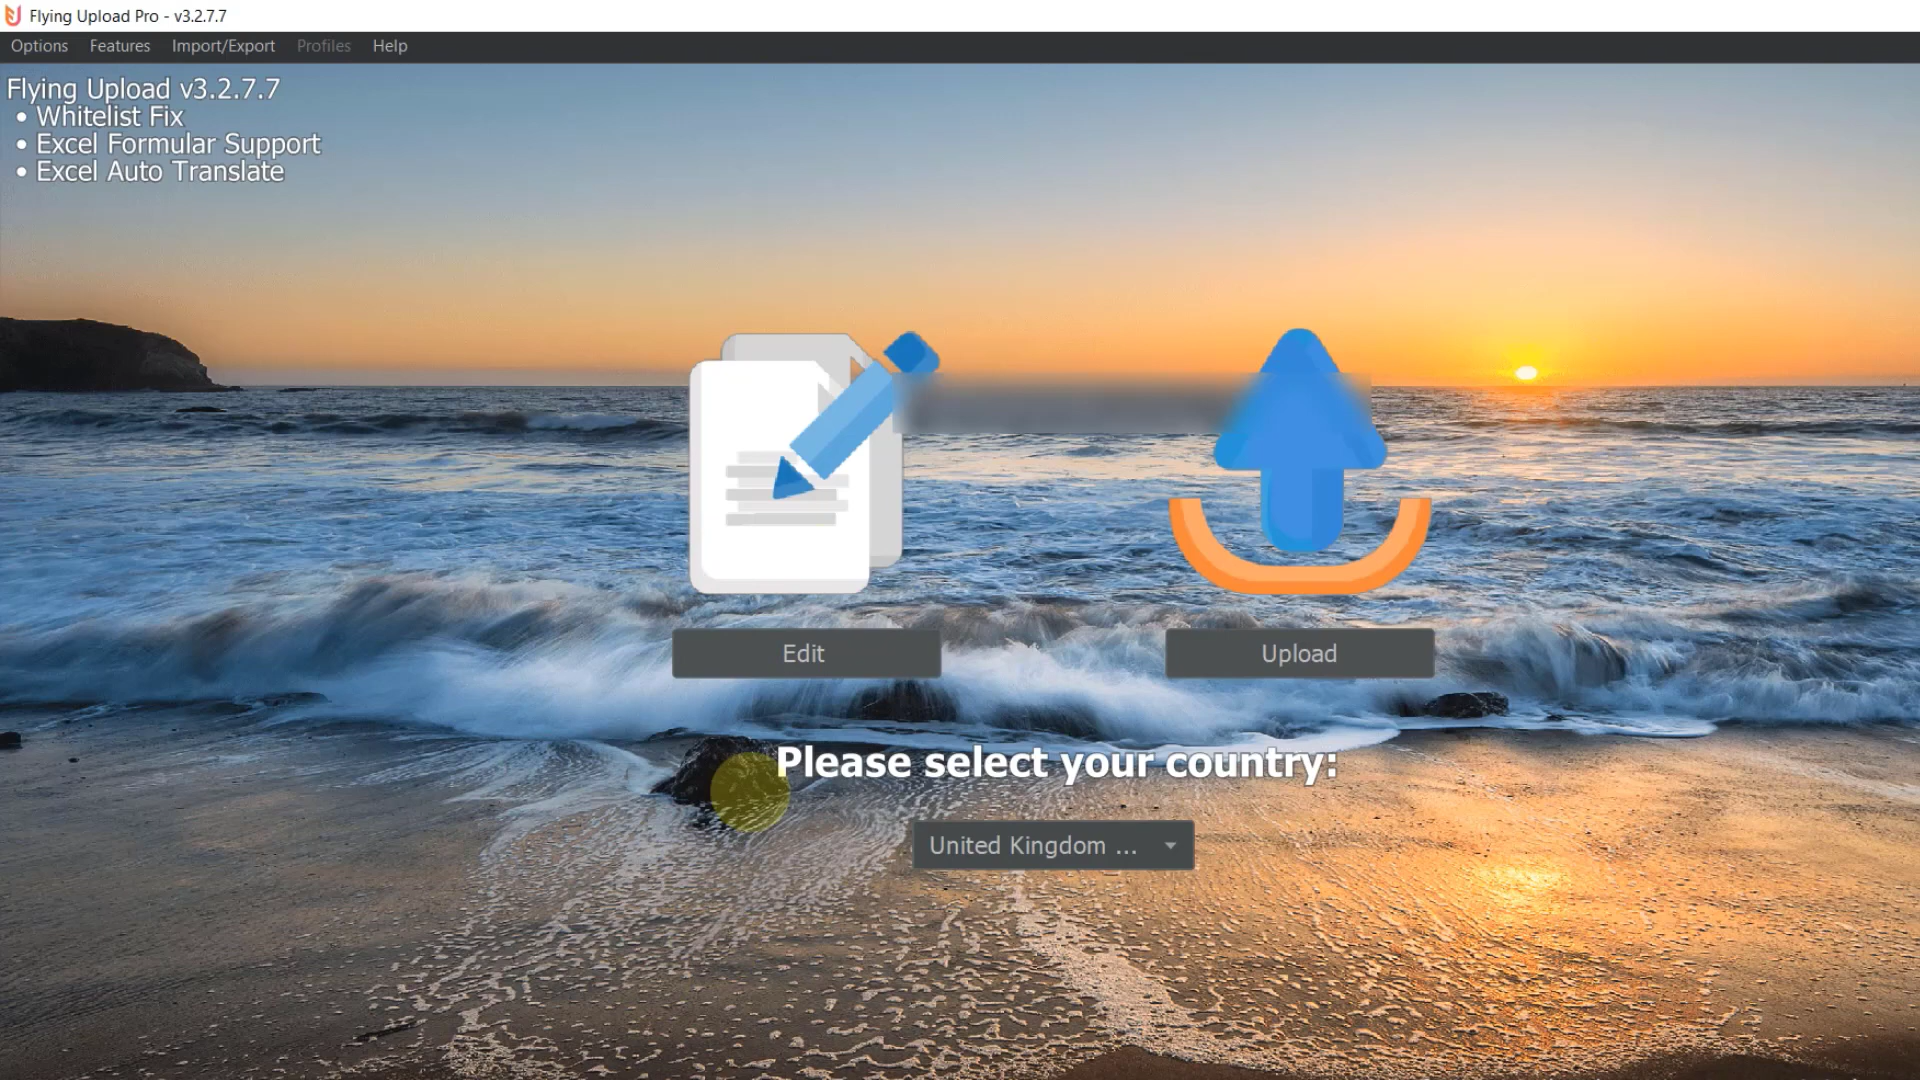 Flying Upload Pro - v3.2.7.7
Options Features Import/Export Profiles Help
Flying Upload v3.2.7.7
• Whitelist Fix
• Excel Formular Support
• Excel Auto Translate
Edit Upload
Please select your country:
United Kingdom ...